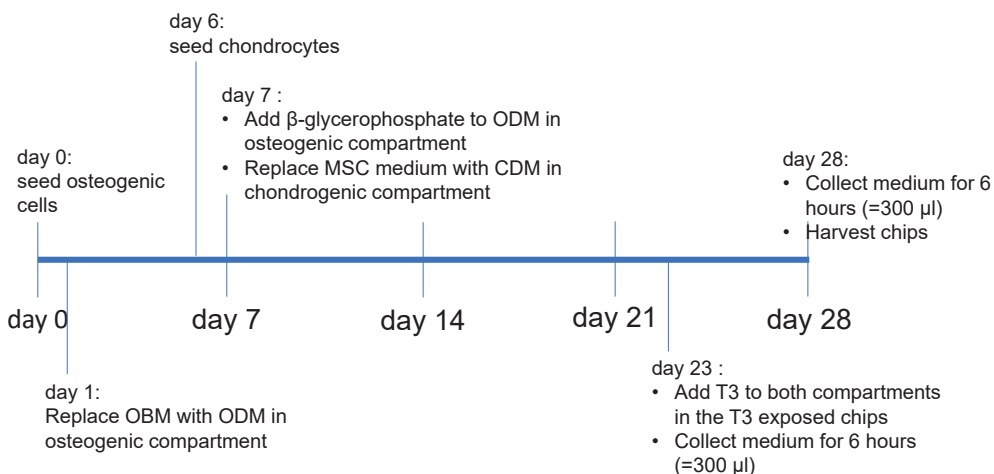 day 6:
seed chondrocytes
day 7 :
• Add β-glycerophosphate to ODM in
osteogenic compartment
• Replace MSC medium with CDM in
chondrogenic compartment
day 0:
seed osteogenic
cells
day 28:
• Collect medium for 6
hours (=300 µl)
• Harvest chips
day 0
day 7
day 14
day 21
day 28
day 1:
Replace OBM with ODM in
osteogenic compartment
day 23 :
• Add T3 to both compartments
in the T3 exposed chips
• Collect medium for 6 hours
(=300 µl)